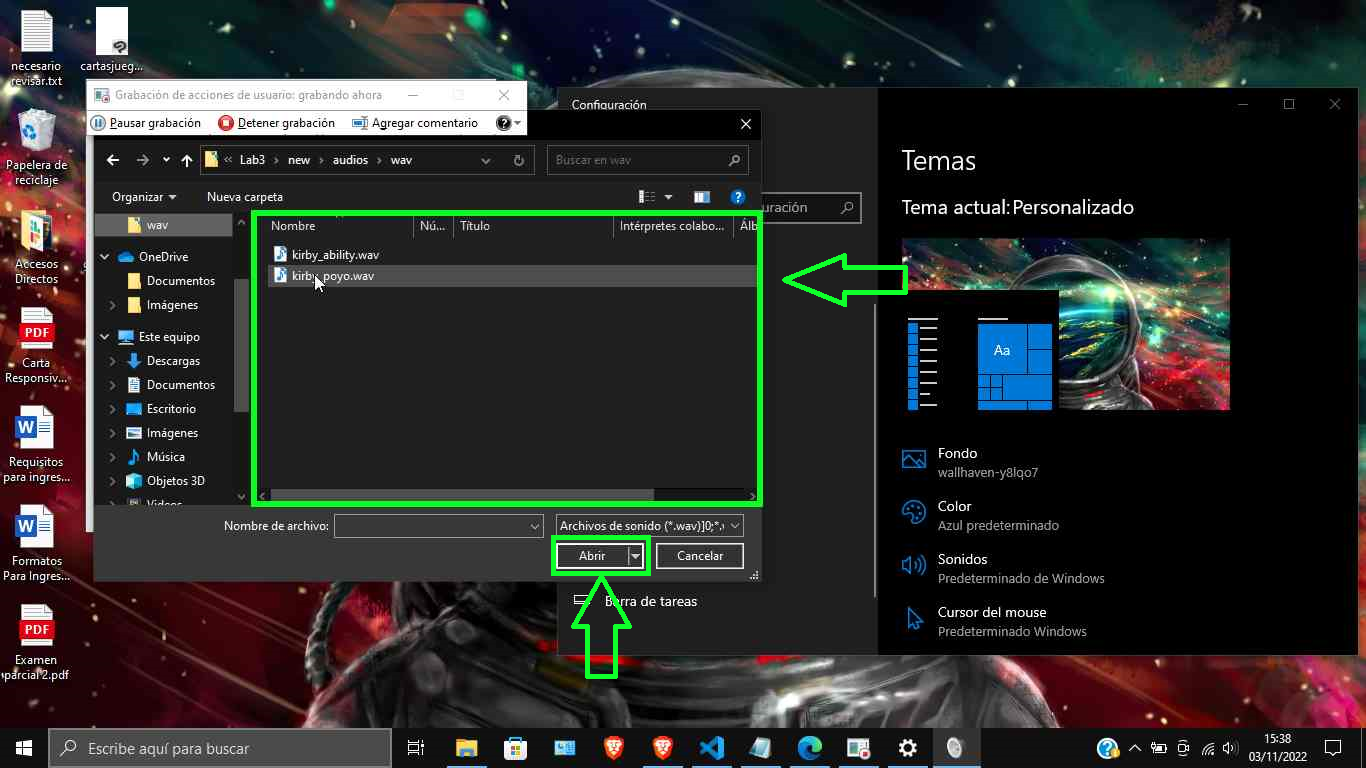 necesario
revisar.txt
cartasjueg...
Papelera de
reciclaje
Accesos
Directos
PDF
Carta
Responsiv...
W
Requisitos
para ingres...
W
Formatos
Para Ingres...
PDF
Examen
parcial 2.pdf
Grabación de acciones de usuario: grabando ahora
Pausar grabación
Detener grabación
Agregar comentario
Lab3 › new › audios › wav
Buscar en wav
Organizar
Nueva carpeta
wav
OneDrive
Documentos
Imágenes
Este equipo
Descargas
Documentos
Escritorio
Imágenes
Música
Objetos 3D
Videos
Nombre
Nú...
Título
Intérpretes colabo...
Álb
kirby_ability.wav
kirby_poyo.wav
Nombre de archivo:
Archivos de sonido (*.wav)]0;*.
Abrir
Cancelar
Configuración
uración
Barra de tareas
Temas
Tema actual: Personalizado
Aa
Fondo
wallhaven-y8lqo7
Color
Azul predeterminado
Sonidos
Predeterminado de Windows
Cursor del mouse
Predeterminado Windows
Escribe aquí para buscar
15:38
03/11/2022